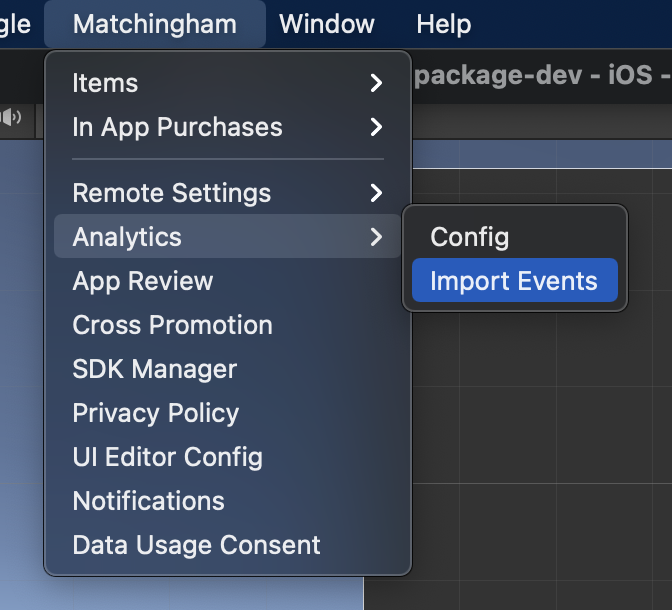 gle Matchingham Window Help
package-dev - iOS -
Items
In App Purchases
Remote Settings
Analytics
Config
App Review
Import Events
Cross Promotion
SDK Manager
Privacy Policy
UI Editor Config
Notifications
Data Usage Consent